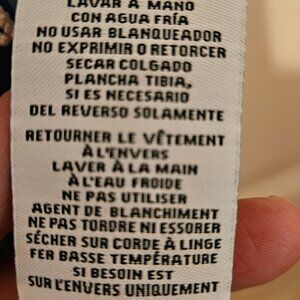 LAVAR A MANO
CON AGUA FRÍA
NO USAR BLANQUEADOR
NO EXPRIMIR O RETORCER
SECAR COLGADO
PLANCHA TIBIA,
SI ES NECESARIO
DEL REVERSO SOLAMENTE
RETOURNER LE VÊTEMENT
À L'ENVERS
LAVER À LA MAIN
À L'EAU FROIDE
NE PAS UTILISER
AGENT DE BLANCHIMENT
NE PAS TORDRE NI ESSORER
SÉCHER SUR CORDE À LINGE
FER BASSE TEMPÉRATURE
SI BESOIN EST
SUR L'ENVERS UNIQUEMENT